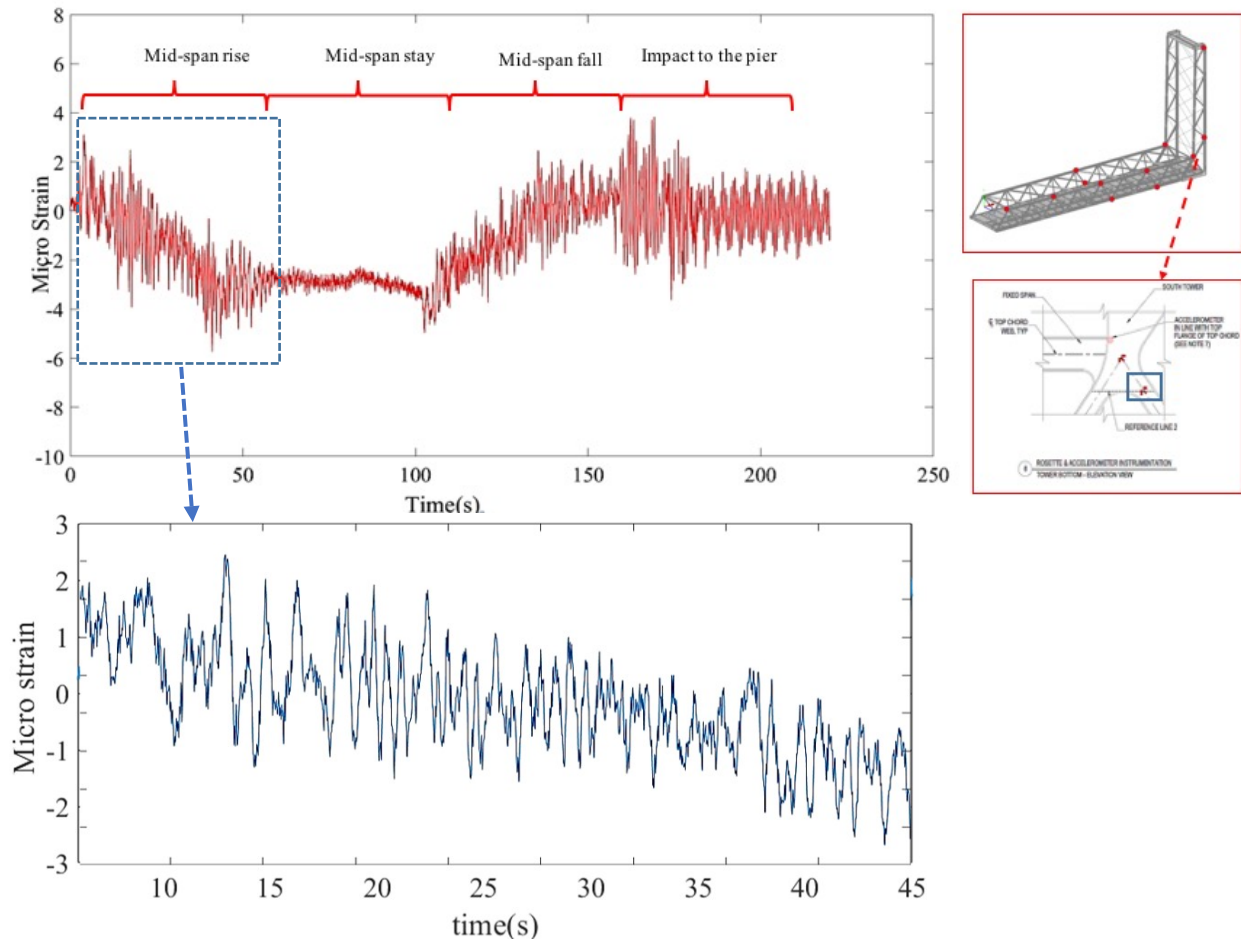 8
6
4
2
0
-2
-4
-6
-8
-10
Micro Strain
Mid-span rise
Mid-span stay
Mid-span fall
Impact to the pier
0
50
100
150
200
250
Time(s).
SOUTH TOWER
FIXED SPAN
TOP CHORD
WEB, TYP
ACCELEROMETER
IN LINE WITH TOP
FLANGE OF TOP CHORD
(SEE NOTE 7)
REFERENCE LINE 2
ROSETTE & ACCELEROMETER INSTRUMENTATION
TOWER BOTTOM - ELEVATION VIEW
3
2
1
0
-1
-2
-3
Micro strain
10
15
20
25
30
35
40
45
time(s)